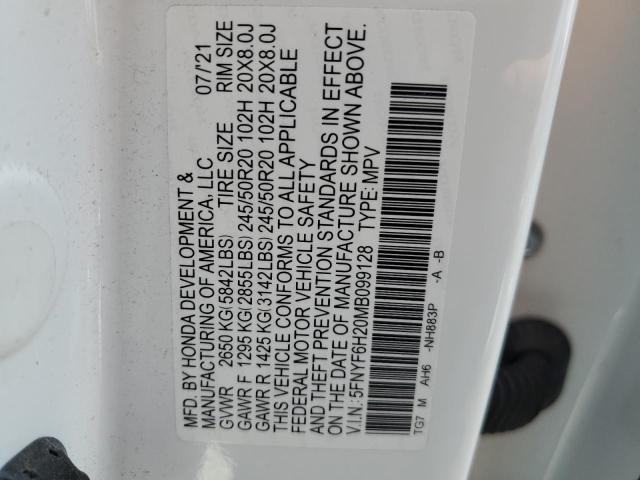 MFD. BY HONDA DEVELOPMENT & 07/'21
MANUFACTURING OF AMERICA, LLC
GVWR 2650 KG(5842LBS) TIRE SIZE RIM SIZE
GAWR F 1295 KG(2855LBS) 245/50R20 102H 20X8.0J
GAWR R 1425 KG(3142LBS) 245/50R20 102H 20X8.0J
THIS VEHICLE CONFORMS TO ALL APPLICABLE
FEDERAL MOTOR VEHICLE SAFETY
AND THEFT PREVENTION STANDARDS IN EFFECT
ON THE DATE OF MANUFACTURE SHOWN ABOVE.
V.I.N.: 5FNYF6H20MB099128 TYPE: MPV
TG7 M AH6 -NH883P -A -B